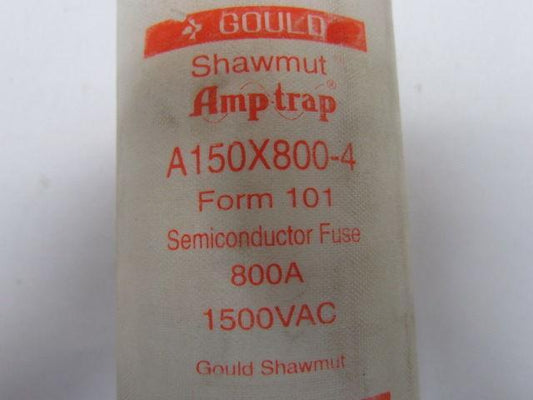 GOULD
Shawmut
Amp-trap®
A150X800-4
Form 101
Semiconductor Fuse
800A
1500VAC
Gould Shawmut